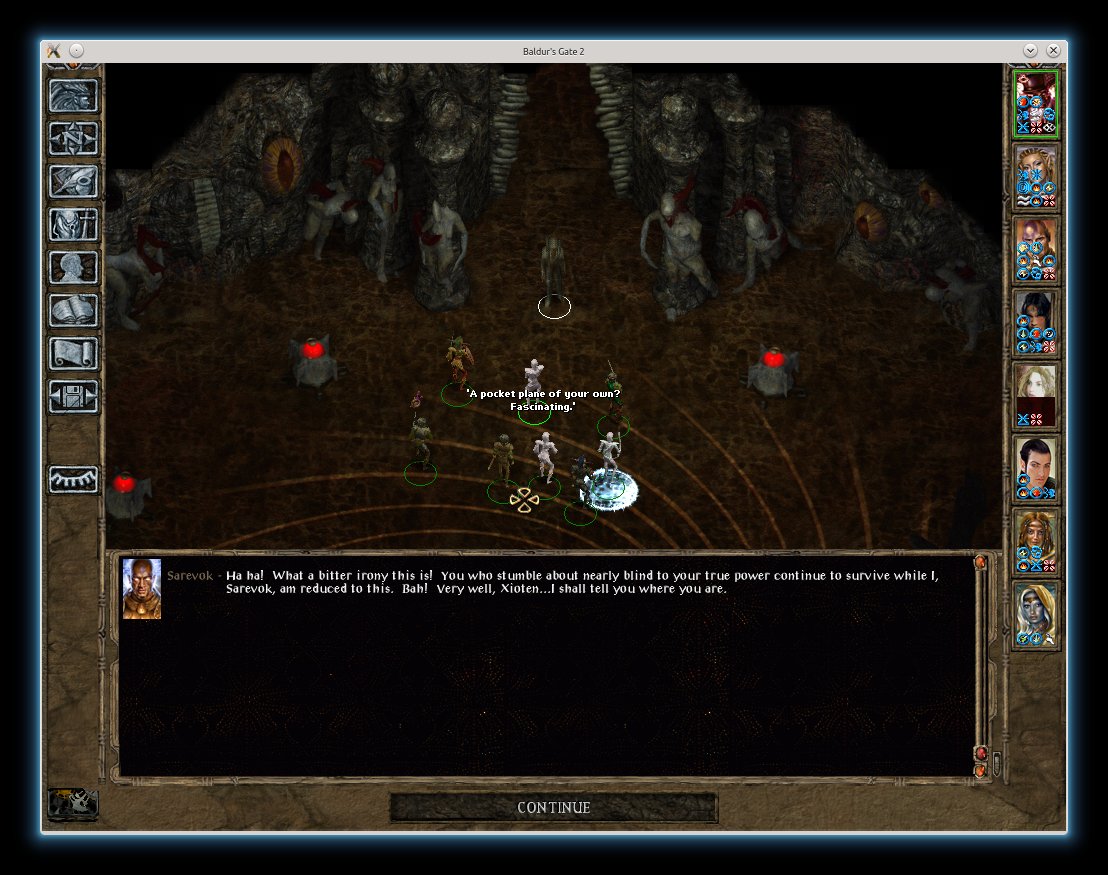 Baldur's Gate 2
'A pocket plane of your own?
Fascinating.'
Sarevok - Ha ha! What a bitter irony this is! You who stumble about nearly blind to your true power continue to survive while I,
Sarevok, am reduced to this. Bah! Very well, Xioten...I shall tell you where you are.
CONTINUE